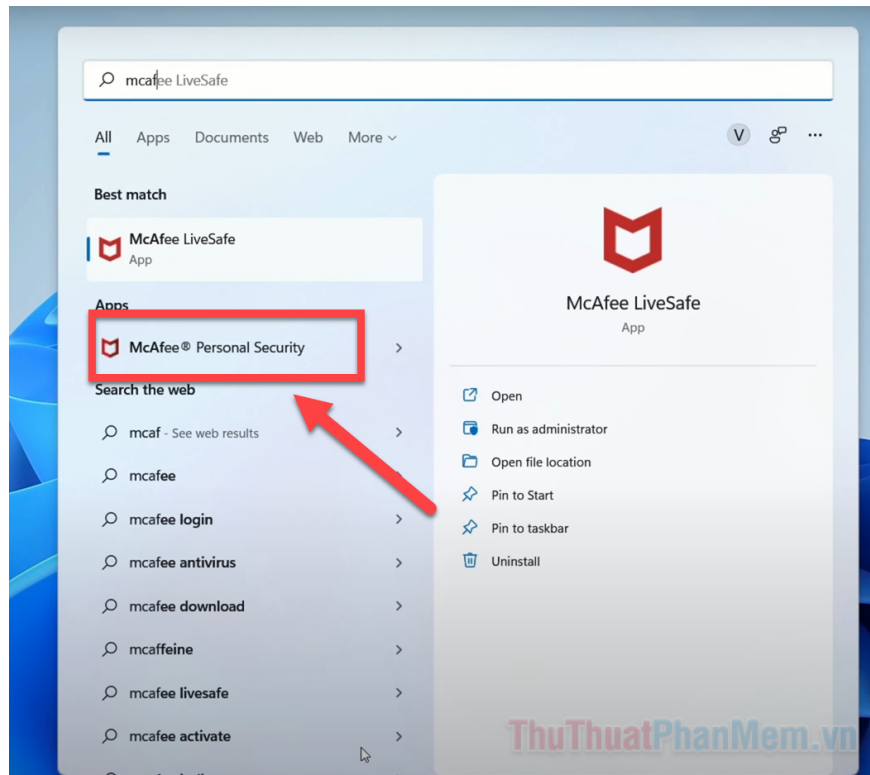 mcafee LiveSafe
All Apps Documents Web More
V
Best match
McAfee LiveSafe
App
Apps
McAfee® Personal Security
Search the web
mcaf - See web results
mcafee
mcafee login
mcafee antivirus
mcafee download
mcaffeine
mcafee livesafe
mcafee activate
McAfee LiveSafe
App
Open
Run as administrator
Open file location
Pin to Start
Pin to taskbar
Uninstall
ThuThuatPhanMem.vn